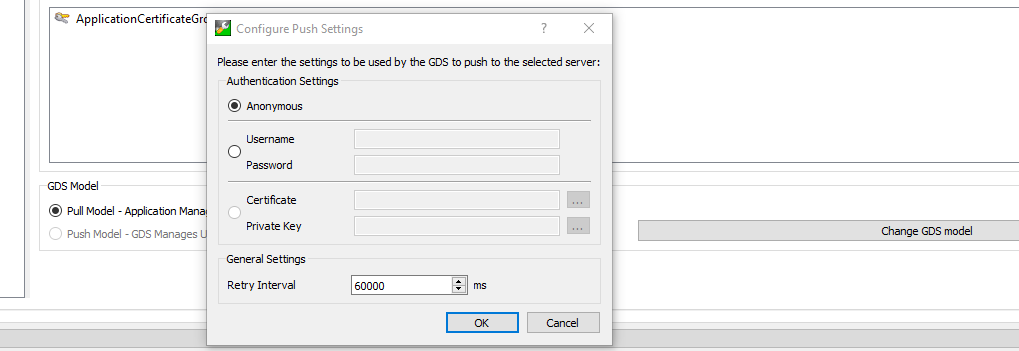 ApplicationCertificateGro
Configure Push Settings
Please enter the settings to be used by the GDS to push to the selected server:
Authentication Settings
Anonymous
Username
Password
Certificate
...
Private Key
...
General Settings
Retry Interval
60000
ms
OK
Cancel
GDS Model
Pull Model - Application Mana
Push Model - GDS Manages U
Change GDS model